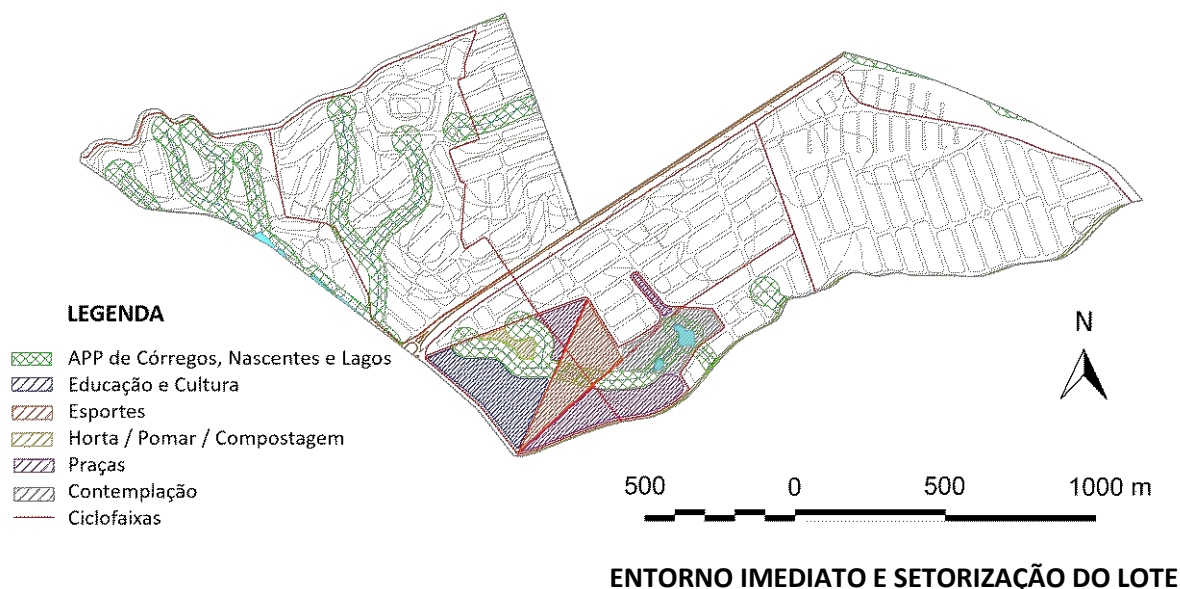 LEGENDA
APP de Córregos, Nascentes e Lagos
Educação e Cultura
Esportes
Horta / Pomar / Compostagem
Praças
Contemplação
Ciclofaixas
N
500 0 500 1000 m
ENTORNO IMEDIATO E SETORIZAÇÃO DO LOTE